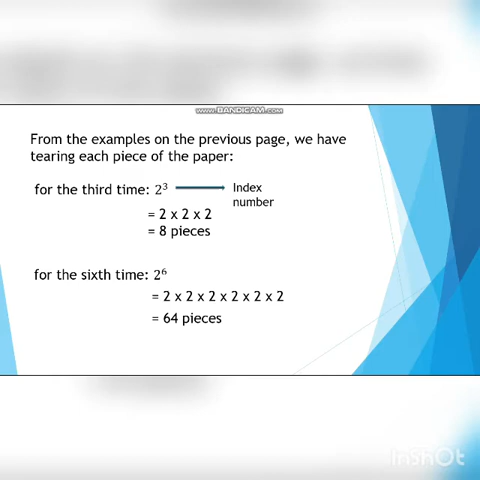 www.BANDICAM.com
From the examples on the previous page, we have
tearing each piece of the paper:
for the third time: 2³ Index
number
= 2 x 2 x 2
= 8 pieces
for the sixth time: 2⁶
= 2 x 2 x 2 x 2 x 2 x 2
= 64 pieces
InShOt